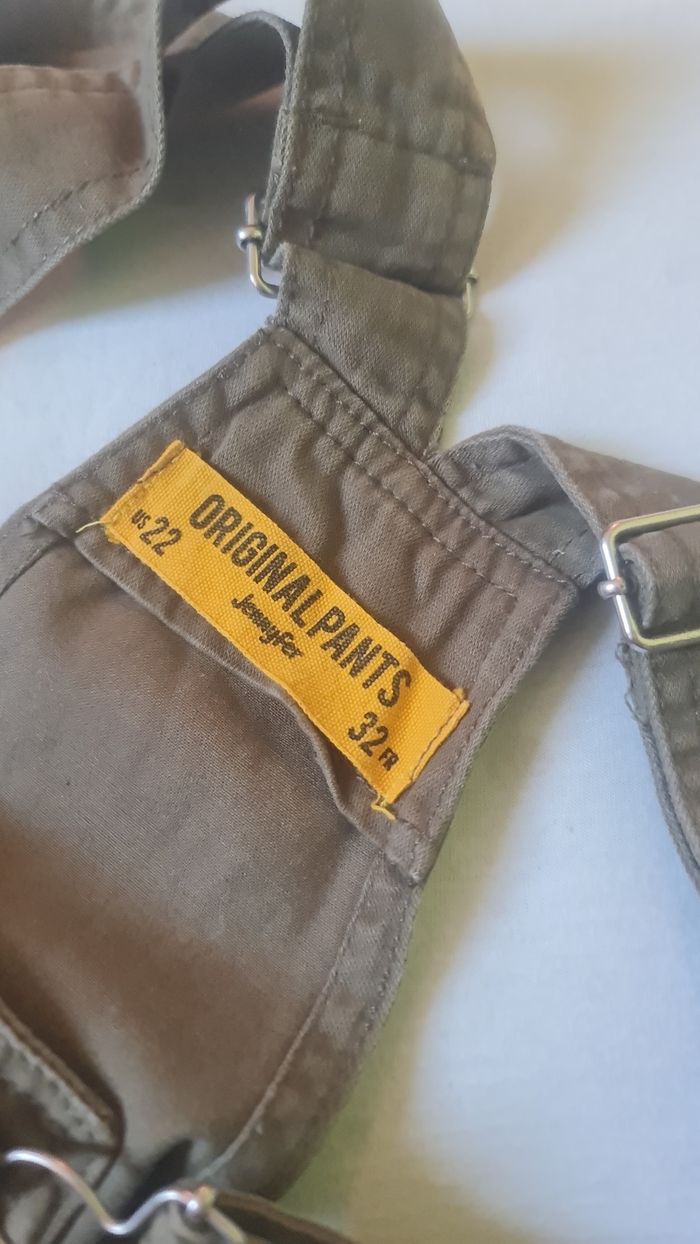 ORIGINAL PANTS
Jennyfer
US 22
32 FR